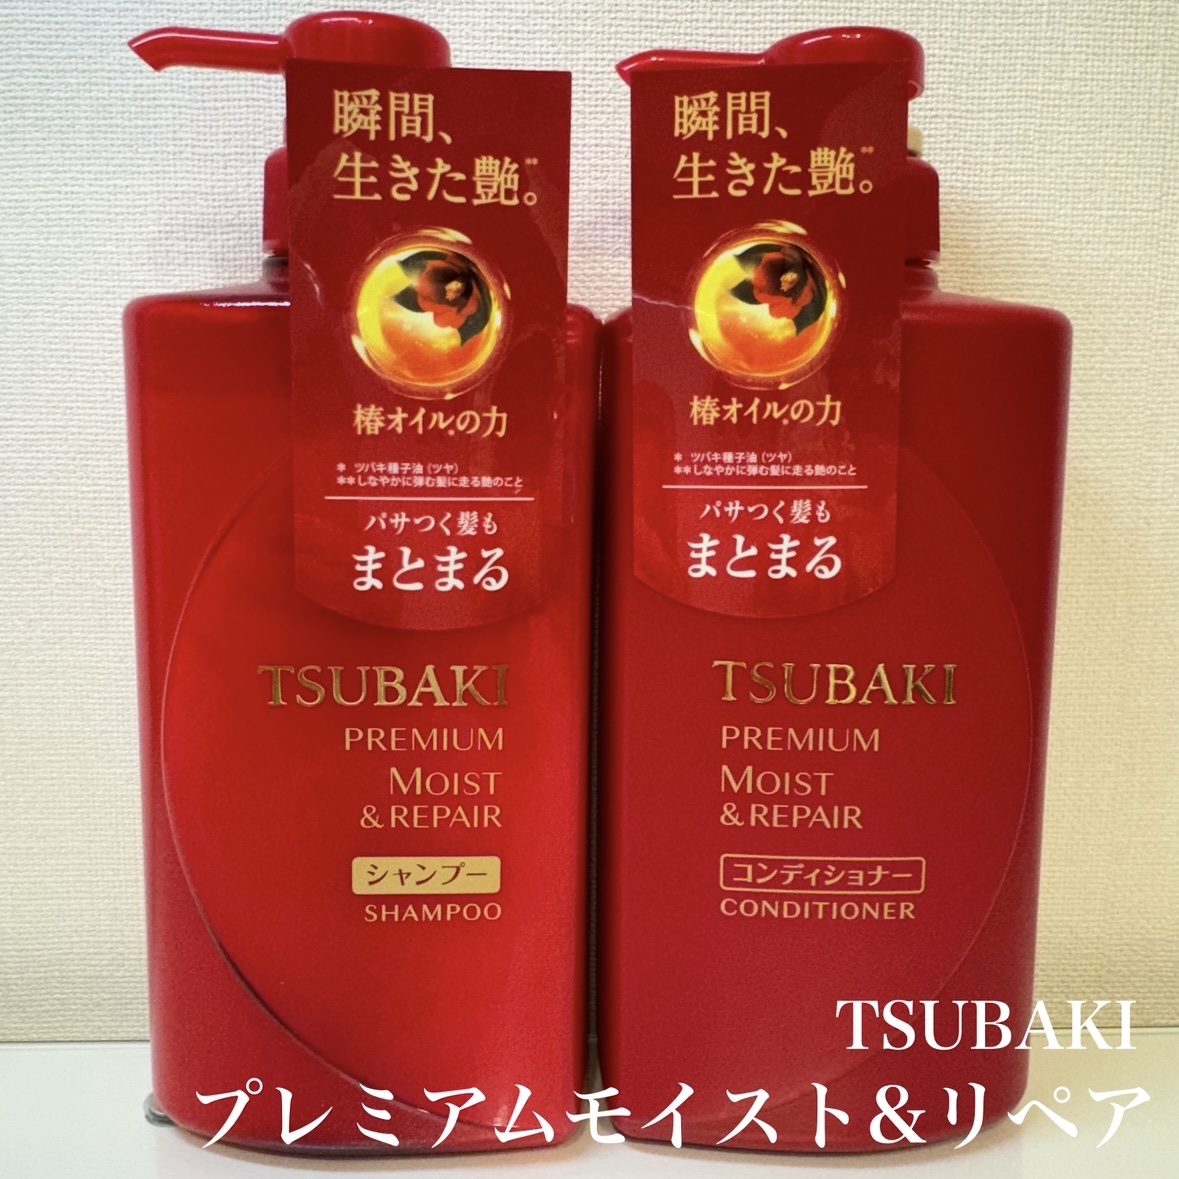 瞬間、
生きた艶**。
椿オイル*の力
* ツバキ種子油（ツヤ）
**しなやかに弾む髪に走る艶のこと
パサつく髪も
まとまる
TSUBAKI
PREMIUM
MOIST
& REPAIR
シャンプー
SHAMPOO
瞬間、
生きた艶**。
椿オイル*の力
* ツバキ種子油（ツヤ）
**しなやかに弾む髪に走る艶のこと
パサつく髪も
まとまる
TSUBAKI
PREMIUM
MOIST
& REPAIR
コンディショナー
CONDITIONER
TSUBAKI
プレミアムモイスト＆リペア